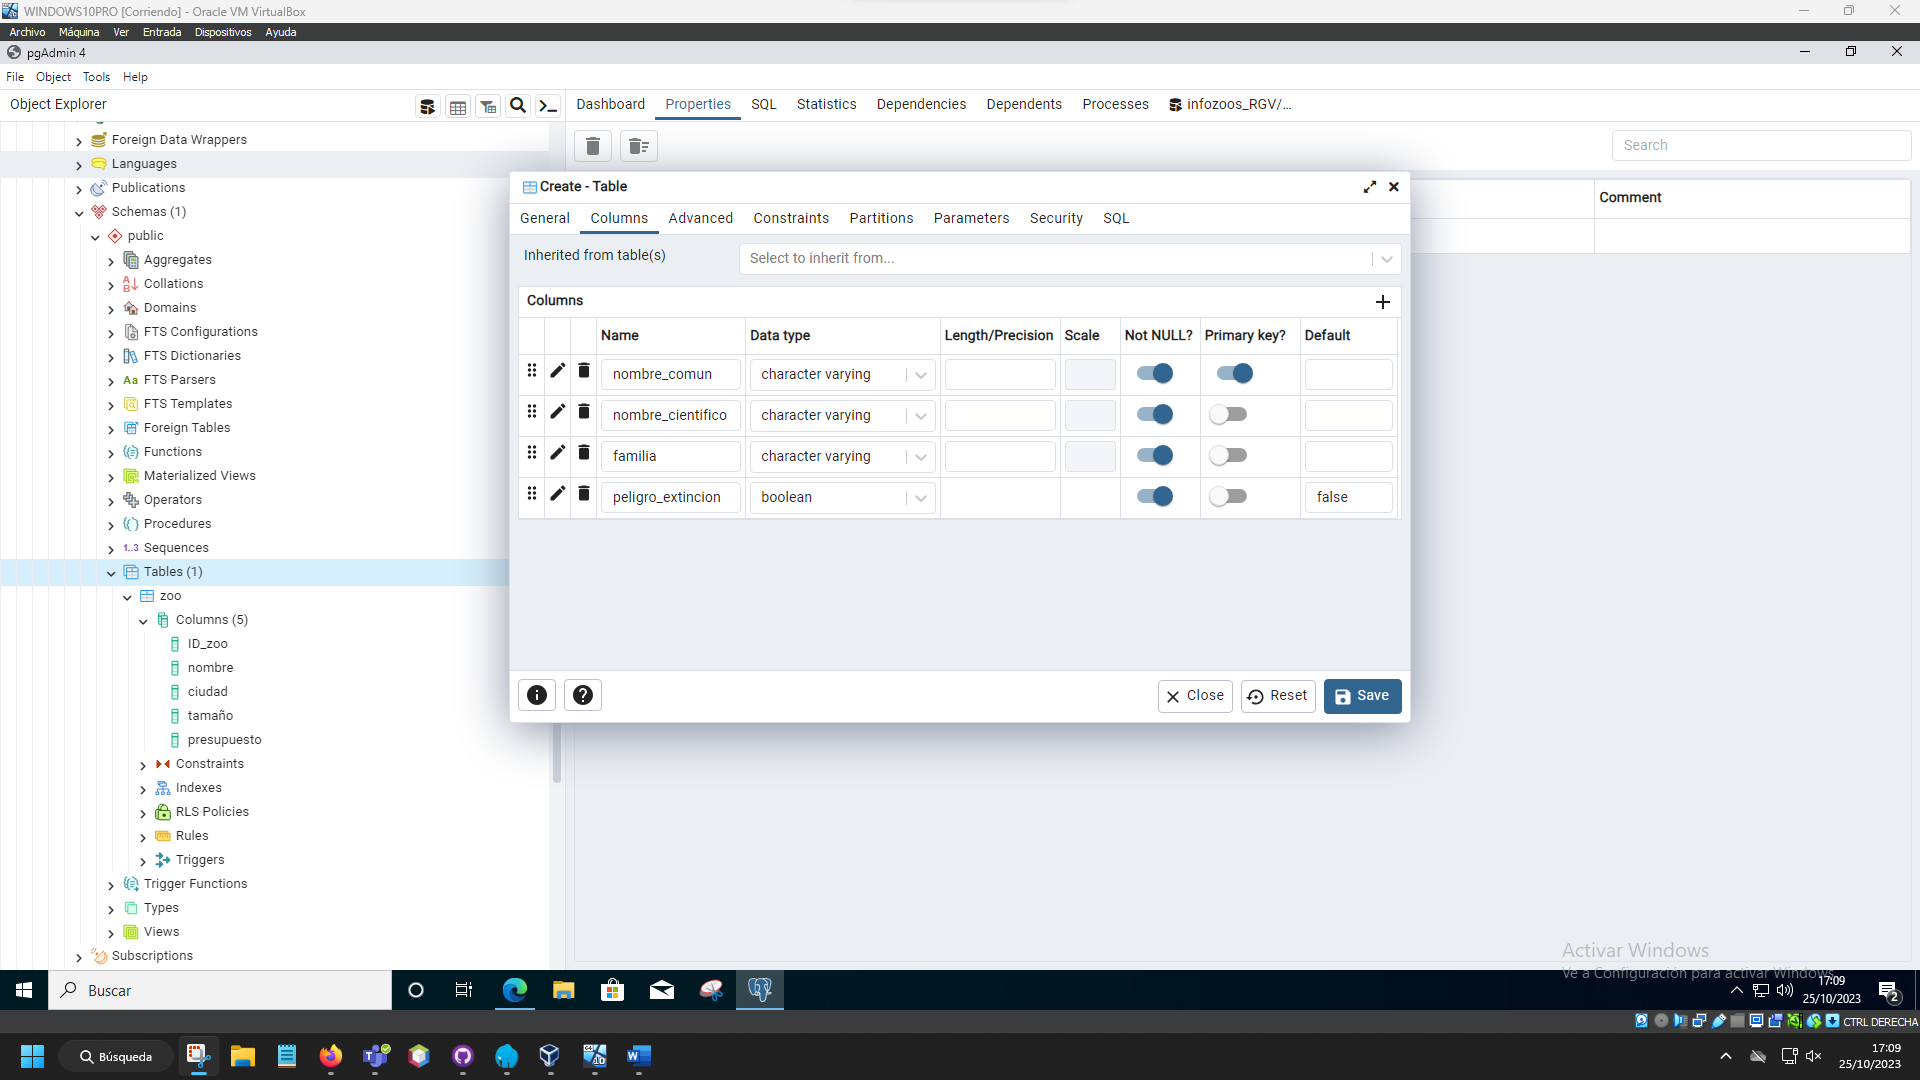 WINDOWS10PRO [Corriendo] - Oracle VM VirtualBox
Archivo Máquina Ver Entrada Dispositivos Ayuda
pgAdmin 4
File Object Tools Help
Object Explorer
Dashboard Properties SQL Statistics Dependencies Dependents Processes infozoos_RGV/...
Foreign Data Wrappers
Languages
Publications
Schemas (1)
public
Aggregates
Collations
Domains
FTS Configurations
FTS Dictionaries
Aa FTS Parsers
FTS Templates
Foreign Tables
Functions
Materialized Views
Operators
Procedures
1..3 Sequences
Tables (1)
zoo
Columns (5)
ID_zoo
nombre
ciudad
tamaño
presupuesto
Constraints
Indexes
RLS Policies
Rules
Triggers
Trigger Functions
Types
Views
Subscriptions
Search
Comment
Create - Table
General Columns Advanced Constraints Partitions Parameters Security SQL
Inherited from table(s) Select to inherit from...
Columns
Name Data type Length/Precision Scale Not NULL? Primary key? Default
nombre_comun character varying
nombre_cientifico character varying
familia character varying
peligro_extincion boolean false
Close Reset Save
Activar Windows
Ve a Configuración para activar Windows.
Buscar
17:09
25/10/2023
2
CTRL DERECHA
Búsqueda
17:09
25/10/2023